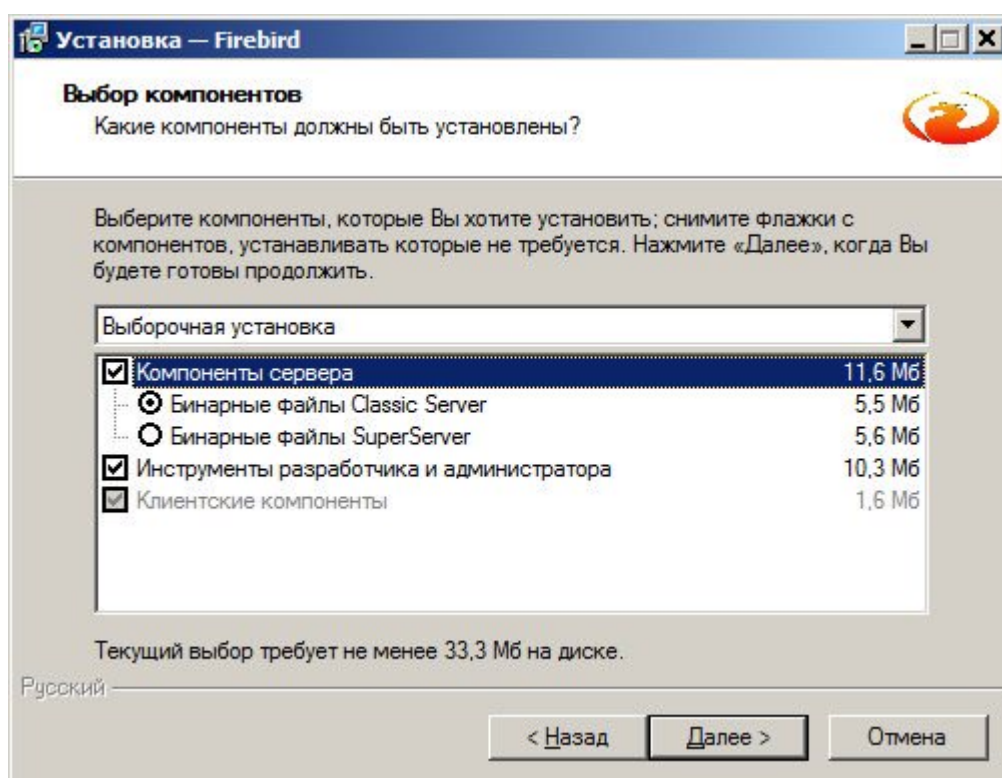 Установка — Firebird
Выбор компонентов
Какие компоненты должны быть установлены?
Выберите компоненты, которые Вы хотите установить; снимите флажки с
компонентов, устанавливать которые не требуется. Нажмите «Далее», когда Вы
будете готовы продолжить.
Выборочная установка
Компоненты сервера 11,6 Мб
Бинарные файлы Classic Server 5,5 Мб
Бинарные файлы SuperServer 5,6 Мб
Инструменты разработчика и администратора 10,3 Мб
Клиентские компоненты 1,6 Мб
Текущий выбор требует не менее 33,3 Мб на диске.
Русский
< Назад Далее > Отмена